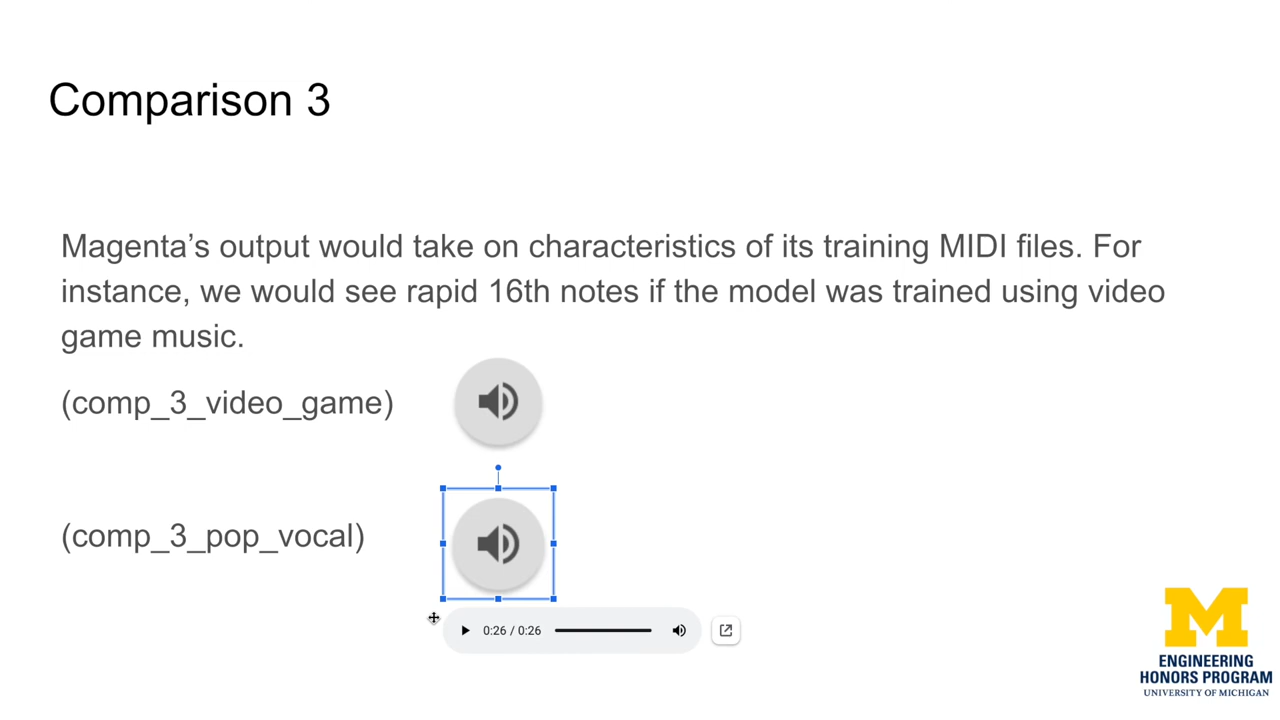 Comparison 3
Magenta’s output would take on characteristics of its training MIDI files. For
instance, we would see rapid 16th notes if the model was trained using video
game music.
(comp_3_video_game)
(comp_3_pop_vocal)
0:26 / 0:26
M
ENGINEERING
HONORS PROGRAM
UNIVERSITY OF MICHIGAN